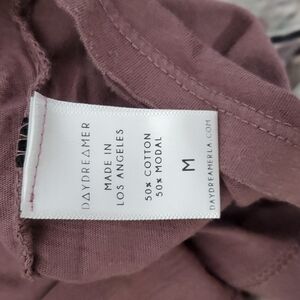 DAYDREAMER
MADE IN
LOS ANGELES
50% COTTON
50% MODAL
M
DAYDREAMERLA.COM